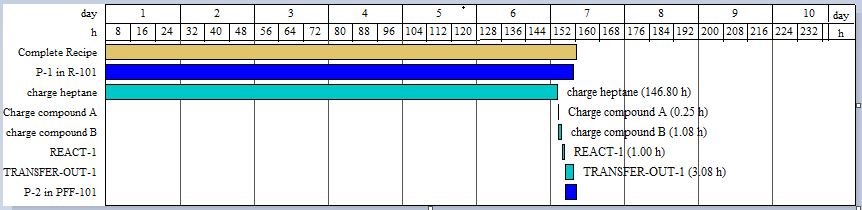 day 1 2 3 4 5 6 7 8 9 10 day
h 8 16 24 32 40 48 56 64 72 80 88 96 104 112 120 128 136 144 152 160 168 176 184 192 200 208 216 224 232 h
Complete Recipe
P-1 in R-101
charge heptane charge heptane (146.80 h)
Charge compound A Charge compound A (0.25 h)
charge compound B charge compound B (1.08 h)
REACT-1 REACT-1 (1.00 h)
TRANSFER-OUT-1 TRANSFER-OUT-1 (3.08 h)
P-2 in PFF-101